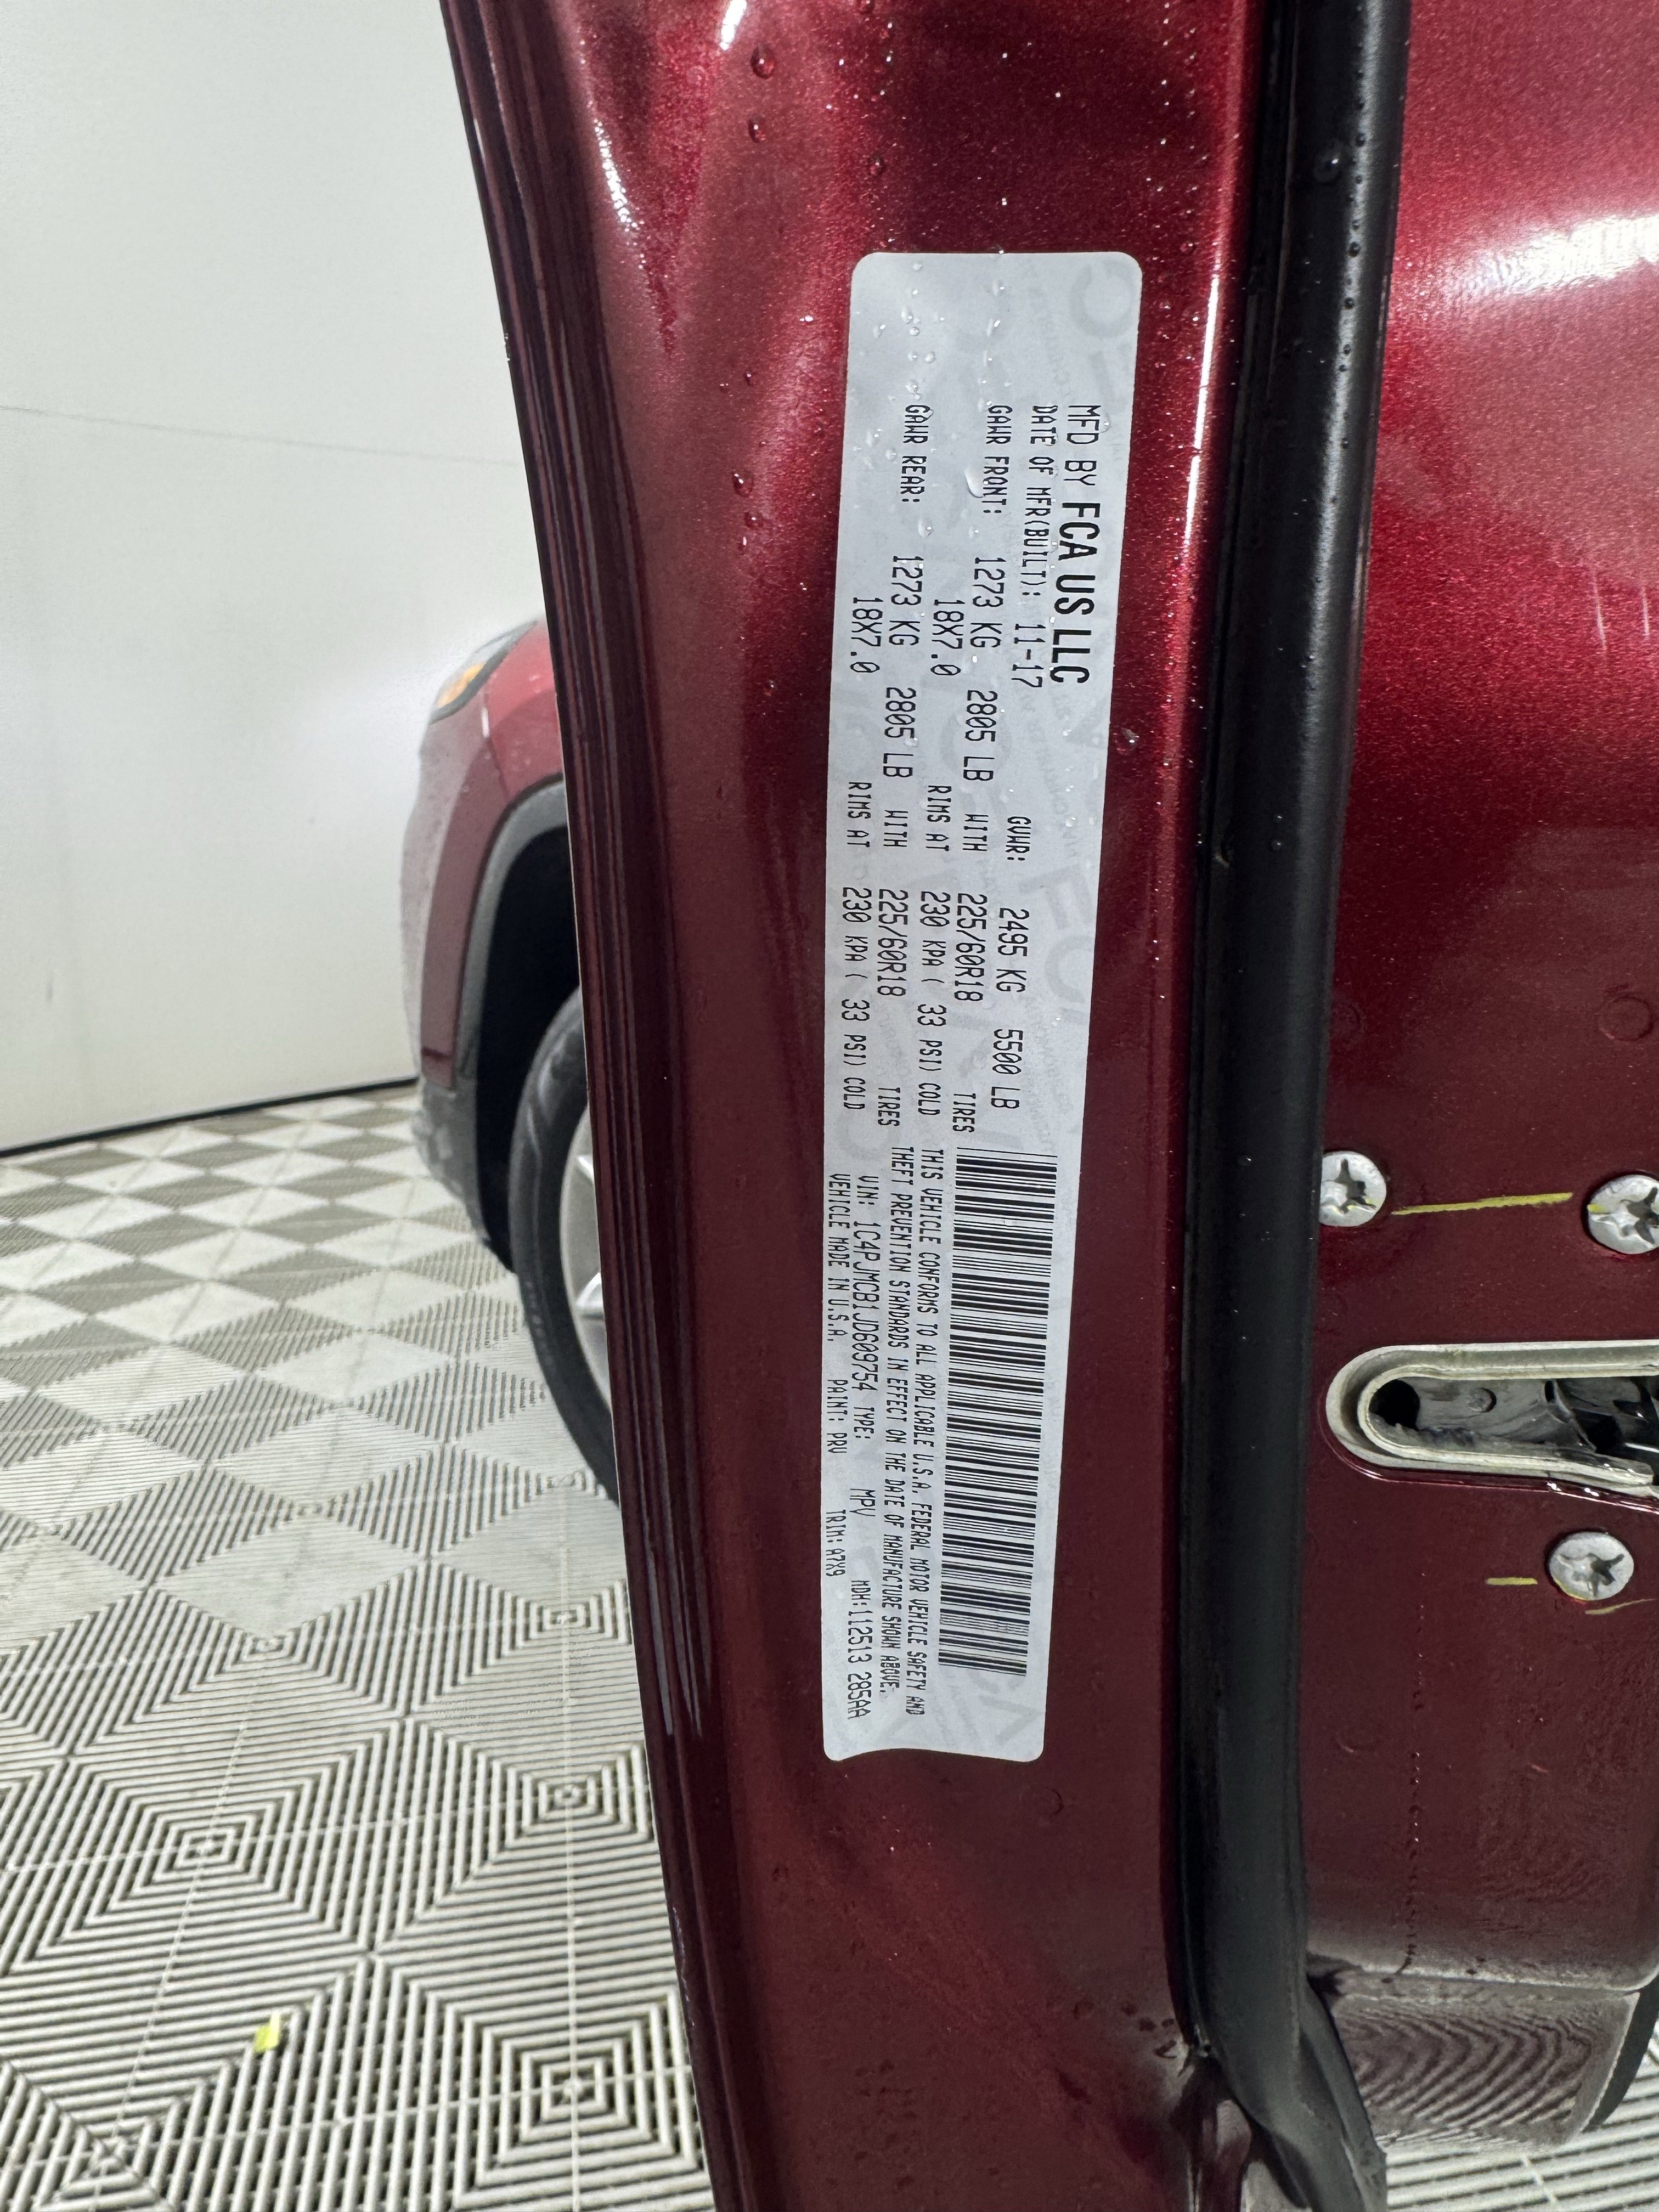 MFD BY FCA US LLC
DATE OF MFR(BUILT): 11-17 GVWR: 2495 KG 5500 LB
GAWR FRONT: 1273 KG 2805 LB WITH 225/60R18 TIRES
18X7.0 RIMS AT 230 KPA ( 33 PSI) COLD
GAWR REAR: 1273 KG 2805 LB WITH 225/60R18 TIRES
18X7.0 RIMS AT 230 KPA ( 33 PSI) COLD
THIS VEHICLE CONFORMS TO ALL APPLICABLE U.S.A. FEDERAL MOTOR VEHICLE SAFETY AND
THEFT PREVENTION STANDARDS IN EFFECT ON THE DATE OF MANUFACTURE SHOWN ABOVE.
VIN: 1C4PJMCB1JD609754 TYPE: MPV MDH:112513 285AA
VEHICLE MADE IN U.S.A. PAINT: PRV TRIM: A7X9